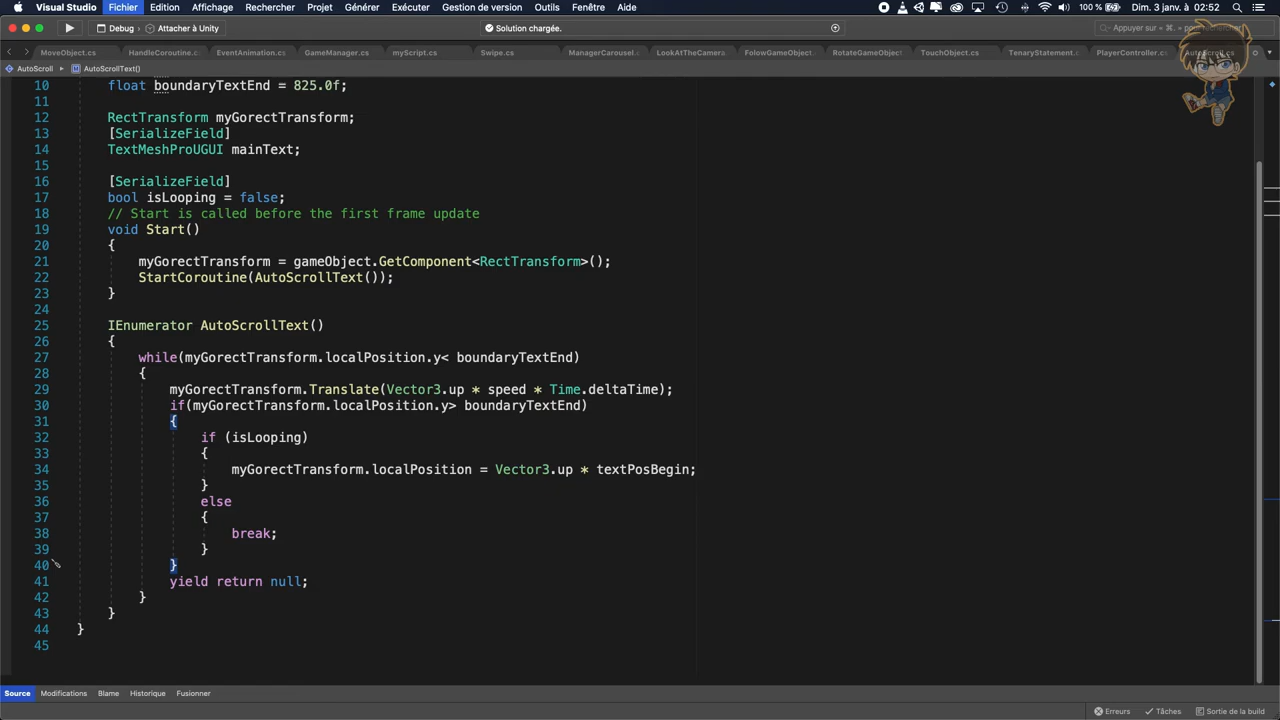 Visual Studio Fichier Edition Affichage Rechercher Projet Générer Exécuter Gestion de version Outils Fenêtre Aide 100 % Dim. 3 janv. à 02:52
Debug Attacher à Unity Solution chargée. Appuyer sur « ⌘. » pour rechercher
MoveObject.cs HandleCoroutine.cs EventAnimation.cs GameManager.cs myScript.cs Swipe.cs ManagerCarousel.c LookAtTheCamera FolowGameObject. RotateGameObject TouchObject.cs TenaryStatement. PlayerController.cs AutoScroll.cs
AutoScroll AutoScrollText()
10 float boundaryTextEnd = 825.0f;
11
12 RectTransform myGorectTransform;
13 [SerializeField]
14 TextMeshProUGUI mainText;
15
16 [SerializeField]
17 bool isLooping = false;
18 // Start is called before the first frame update
19 void Start()
20 {
21 myGorectTransform = gameObject.GetComponent<RectTransform>();
22 StartCoroutine(AutoScrollText());
23 }
24
25 IEnumerator AutoScrollText()
26 {
27 while(myGorectTransform.localPosition.y< boundaryTextEnd)
28 {
29 myGorectTransform.Translate(Vector3.up * speed * Time.deltaTime);
30 if(myGorectTransform.localPosition.y> boundaryTextEnd)
31 {
32 if (isLooping)
33 {
34 myGorectTransform.localPosition = Vector3.up * textPosBegin;
35 }
36 else
37 {
38 break;
39 }
40 }
41 yield return null;
42 }
43 }
44 }
45
Source Modifications Blame Historique Fusionner
Erreurs Tâches Sortie de la build